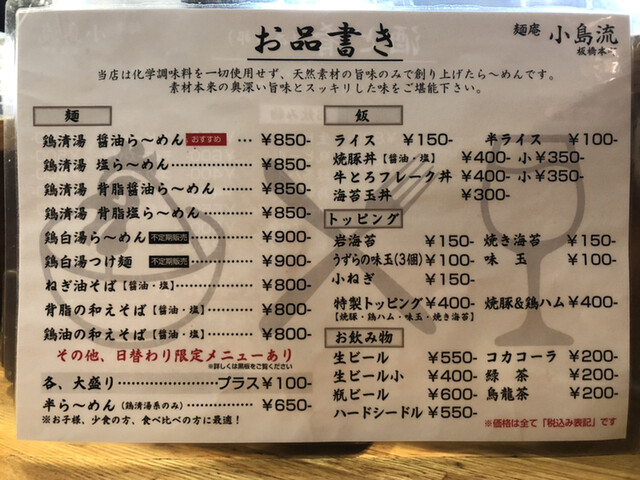 お品書き
麺庵 小島流
板橋本町
当店は化学調味料を一切使用せず、天然素材の旨味のみで創り上げたら〜めんです。
素材本来の奥深い旨味とスッキリした味をご堪能下さい。
麺
鶏清湯 醤油ら〜めん おすすめ … ¥850-
鶏清湯 塩ら〜めん ………… ¥850-
鶏清湯 背脂醤油ら〜めん …… ¥850-
鶏清湯 背脂塩ら〜めん ……… ¥850-
鶏白湯ら〜めん 不定期販売 …… ¥900-
鶏白湯つけ麺 不定期販売 ……… ¥900-
ねぎ油そば【醤油・塩】 ………… ¥800-
背脂の和えそば【醤油・塩】 …… ¥800-
鶏油の和えそば【醤油・塩】 …… ¥800-
その他、日替わり限定メニューあり
※詳しくは黒板をご覧ください
各、大盛り ……………プラス¥100-
半ら〜めん(鶏清湯系のみ) …… ¥650-
※お子様、少食の方、食べ比べの方に最適!
飯
ライス ¥150- 半ライス ¥100-
焼豚丼【醤油・塩】 ¥400- 小¥350-
牛とろフレーク丼 ¥400- 小¥350-
海苔玉丼 ¥300-
トッピング
岩海苔 ¥150- 焼き海苔 ¥150-
うずらの味玉(3個) ¥100- 味 玉 ¥100-
小ねぎ ¥150-
特製トッピング ¥400- 焼豚&鶏ハム¥400-
【焼豚・鶏ハム・味玉・焼き海苔】
お飲み物
生ビール ¥550- コカコーラ ¥200-
生ビール小 ¥400- 緑 茶 ¥200-
瓶ビール ¥600- 烏龍茶 ¥200-
ハードシードル ¥550-
※価格は全て「税込み表記」です